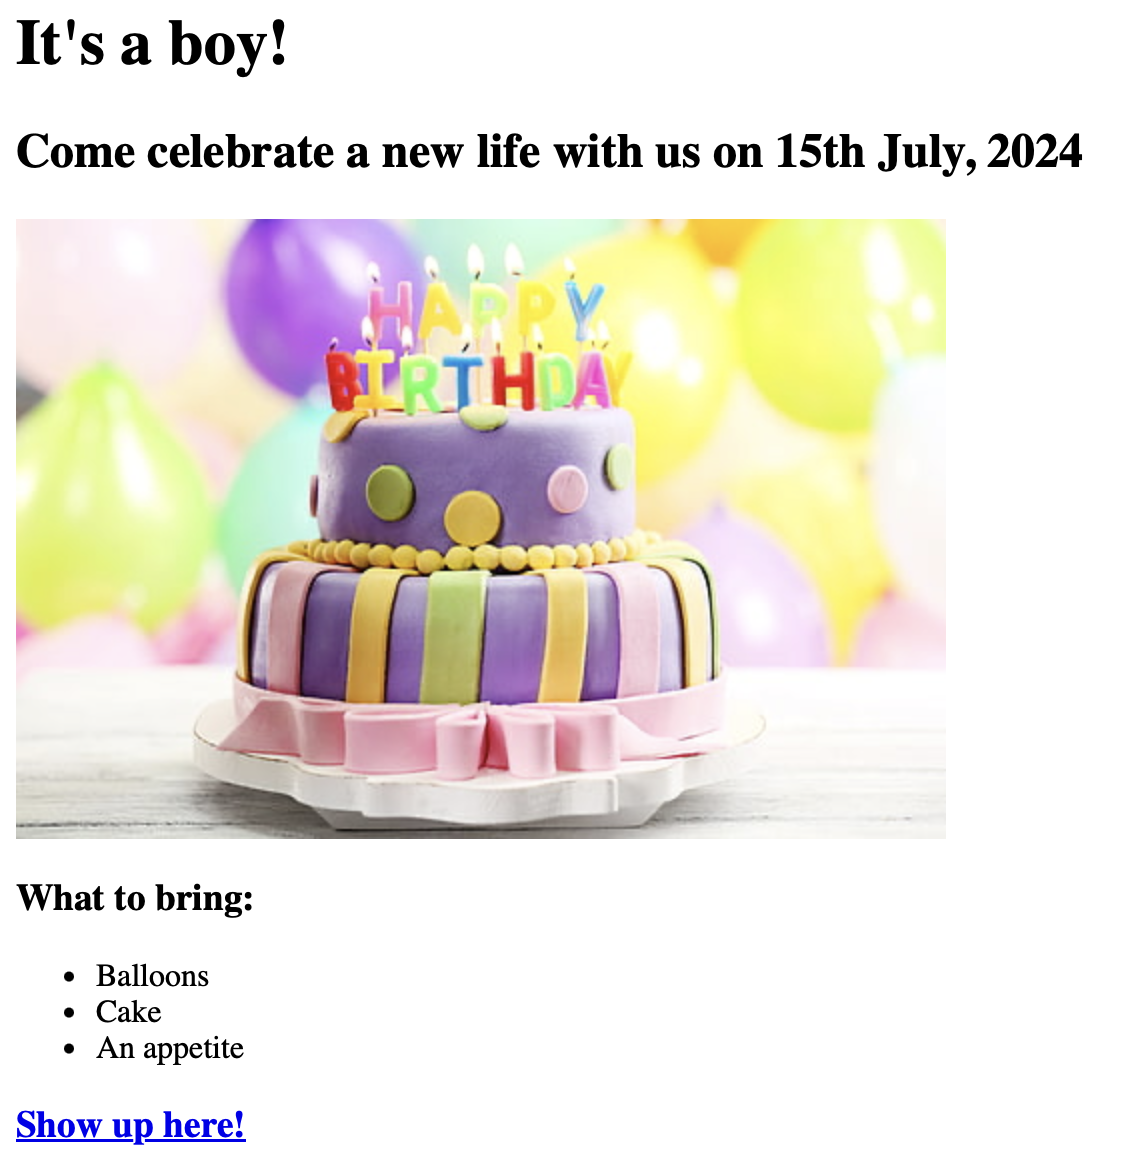 It's a boy!
Come celebrate a new life with us on 15th July, 2024
HAPPY
BIRTHDAY
What to bring:
Balloons
Cake
An appetite
Show up here!